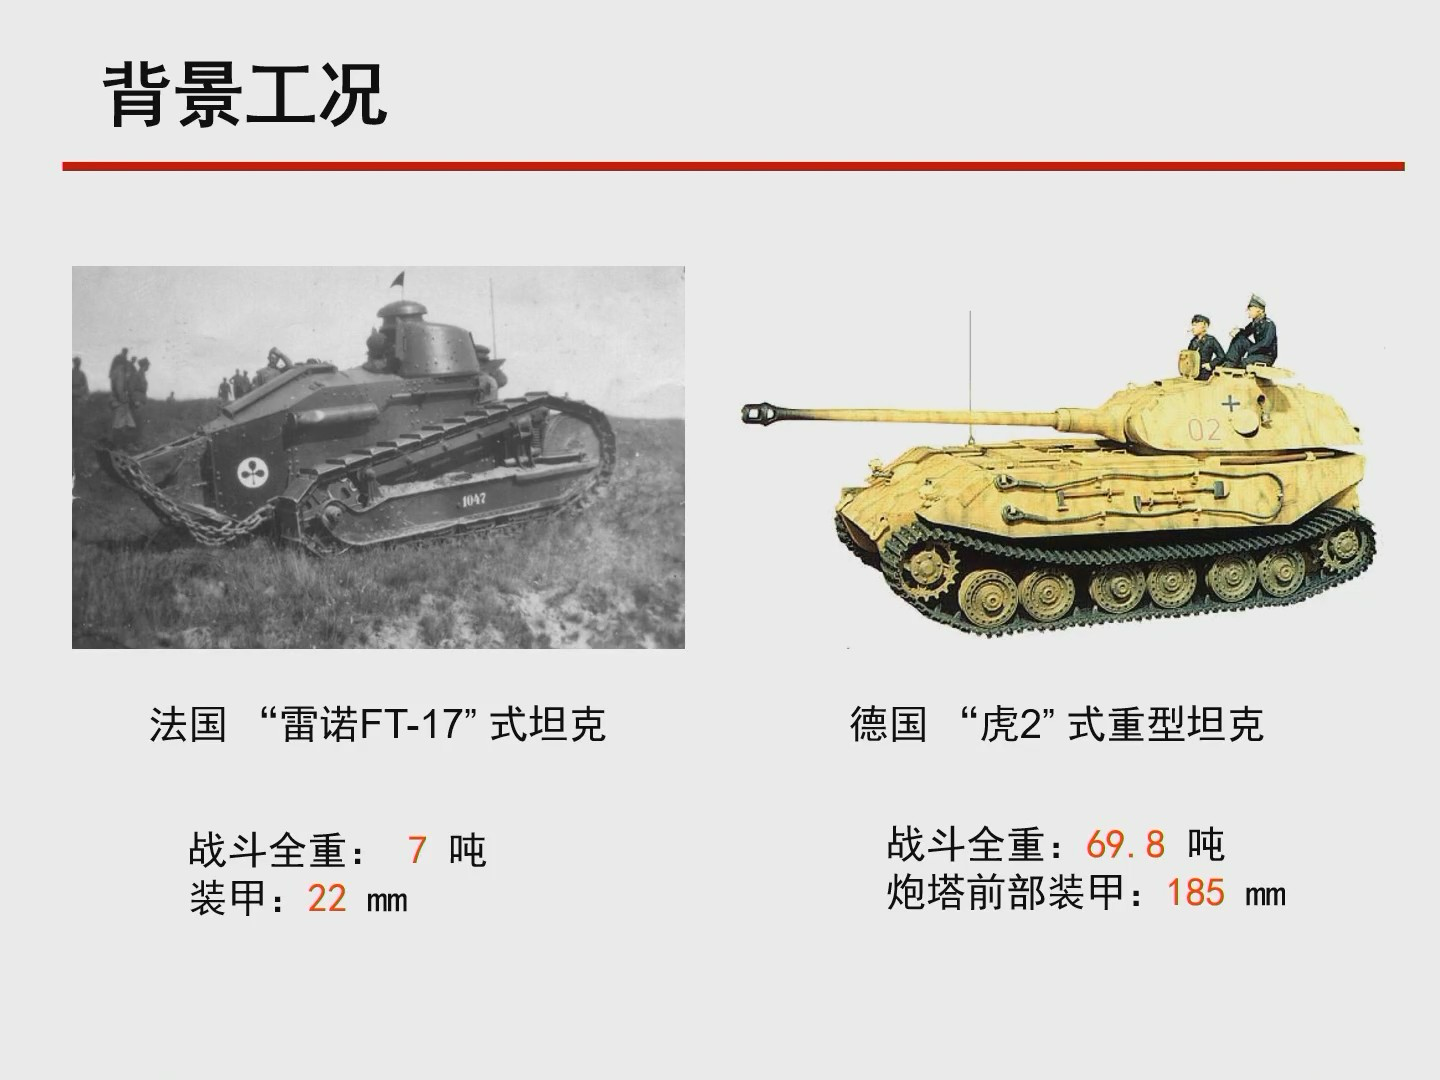 背景工况
1047
02
法国 “雷诺FT-17” 式坦克
德国 “虎2” 式重型坦克
战斗全重： 7 吨
装甲：22 mm
战斗全重：69.8 吨
炮塔前部装甲：185 mm